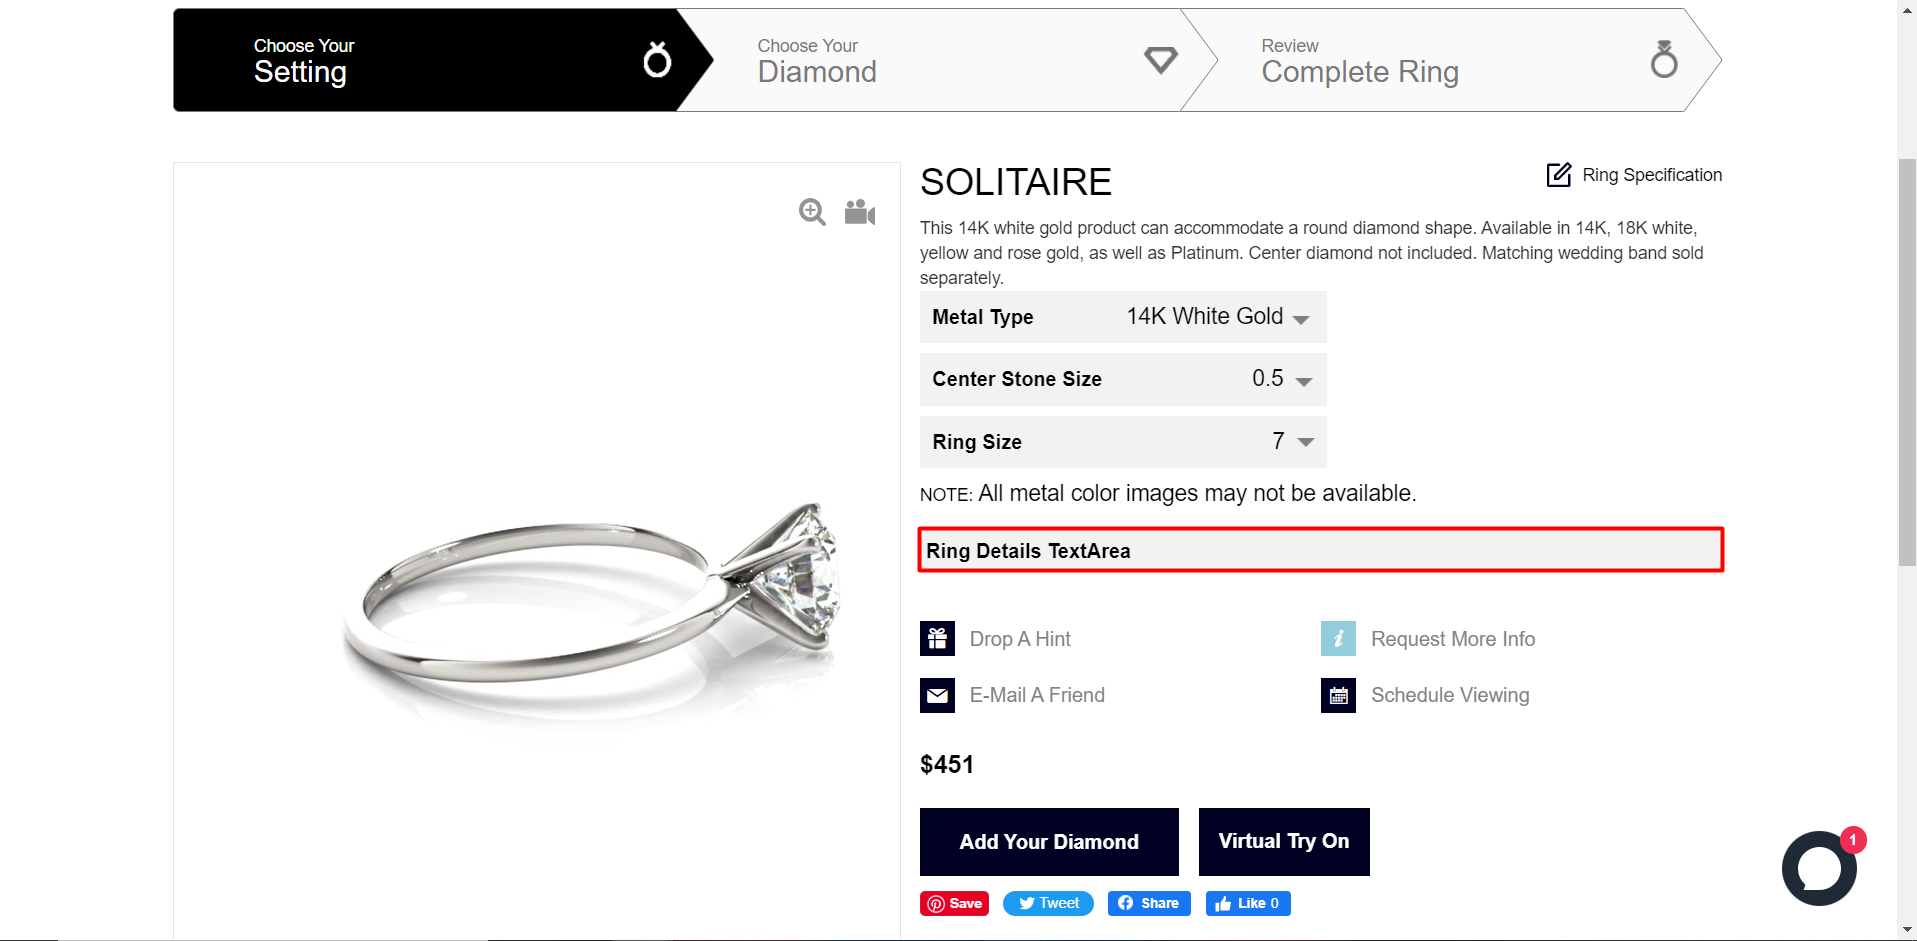 Choose Your
Setting
Choose Your
Diamond
Review
Complete Ring
SOLITAIRE
Ring Specification
This 14K white gold product can accommodate a round diamond shape. Available in 14K, 18K white,
yellow and rose gold, as well as Platinum. Center diamond not included. Matching wedding band sold
separately.
Metal Type 14K White Gold
Center Stone Size 0.5
Ring Size 7
NOTE: All metal color images may not be available.
Ring Details TextArea
Drop A Hint
Request More Info
E-Mail A Friend
Schedule Viewing
$451
Add Your Diamond
Virtual Try On
1
Save
Tweet
Share
Like 0